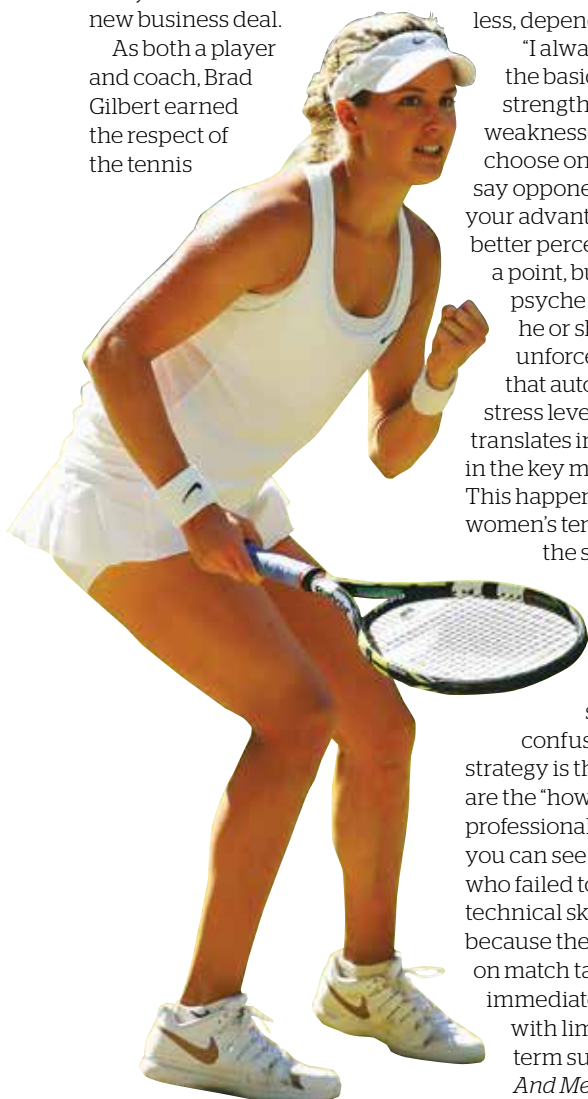 new business deal.
As both a player
and coach, Brad
Gilbert earned
the respect of
the tennis
less, depen
“I alwa
the basic
strength
weakness
choose on
say oppone
your advant
better perce
a point, bu
psyche
he or s
unforce
that auto
stress leve
translates in
in the key m
This happen
women’s ten
the s
s
confus
strategy is th
are the “how
professional
you can see
who failed to
technical sk
because the
on match ta
immediate
with lim
term su
And Me